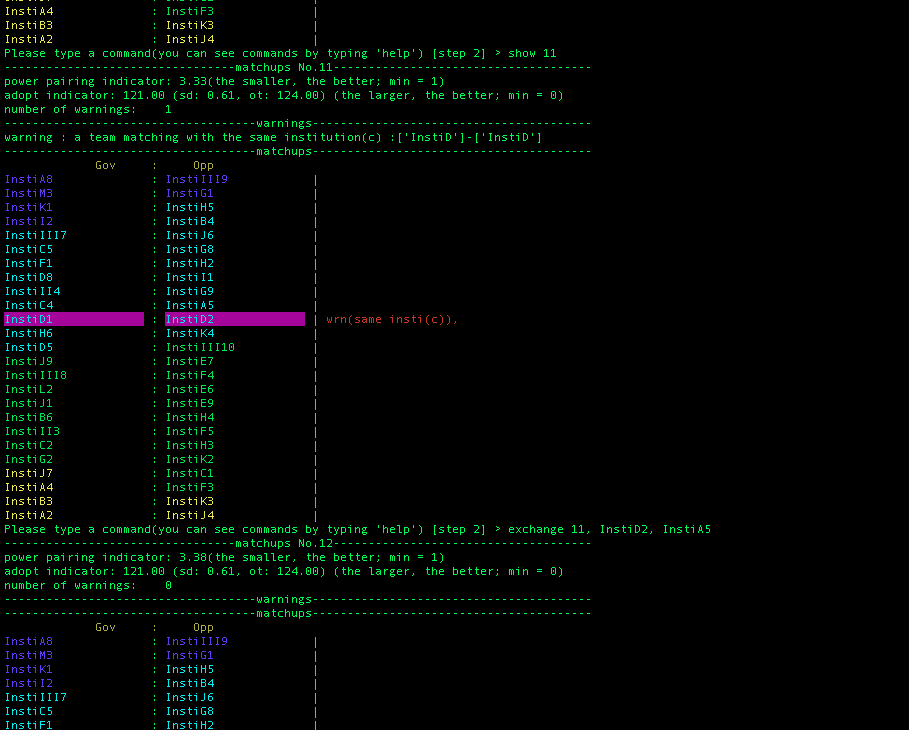 InstiA4 : InstiF3 |
InstiB3 : InstiK3 |
InstiA2 : InstiJ4 |
Please type a command(you can see commands by typing 'help') [step 2] > show 11
---------------------------------matchups No.11-------------------------------------
power pairing indicator: 3.33(the smaller, the better; min = 1)
adopt indicator: 121.00 (sd: 0.61, ot: 124.00) (the larger, the better; min = 0)
number of warnings: 1
------------------------------------warnings----------------------------------------
warning : a team matching with the same institution(c) :['InstiD']-['InstiD']
------------------------------------matchups----------------------------------------
Gov : Opp
InstiA8 : InstiIII9 |
InstiM3 : InstiG1 |
InstiK1 : InstiH5 |
InstiI2 : InstiB4 |
InstiIII7 : InstiJ6 |
InstiC5 : InstiG8 |
InstiF1 : InstiH2 |
InstiD8 : InstiI1 |
InstiII4 : InstiG9 |
InstiC4 : InstiA5 |
InstiD1 : InstiD2 | wrn(same insti(c)),
InstiH6 : InstiK4 |
InstiD5 : InstiIII10 |
InstiJ9 : InstiE7 |
InstiIII8 : InstiF4 |
InstiL2 : InstiE6 |
InstiJ1 : InstiE9 |
InstiB6 : InstiH4 |
InstiII3 : InstiF5 |
InstiC2 : InstiH3 |
InstiG2 : InstiK2 |
InstiJ7 : InstiC1 |
InstiA4 : InstiF3 |
InstiB3 : InstiK3 |
InstiA2 : InstiJ4 |
Please type a command(you can see commands by typing 'help') [step 2] > exchange 11, InstiD2, InstiA5
---------------------------------matchups No.12-------------------------------------
power pairing indicator: 3.38(the smaller, the better; min = 1)
adopt indicator: 121.00 (sd: 0.61, ot: 124.00) (the larger, the better; min = 0)
number of warnings: 0
------------------------------------warnings----------------------------------------
------------------------------------matchups----------------------------------------
Gov : Opp
InstiA8 : InstiIII9 |
InstiM3 : InstiG1 |
InstiK1 : InstiH5 |
InstiI2 : InstiB4 |
InstiIII7 : InstiJ6 |
InstiC5 : InstiG8 |
InstiF1 : InstiH2 |